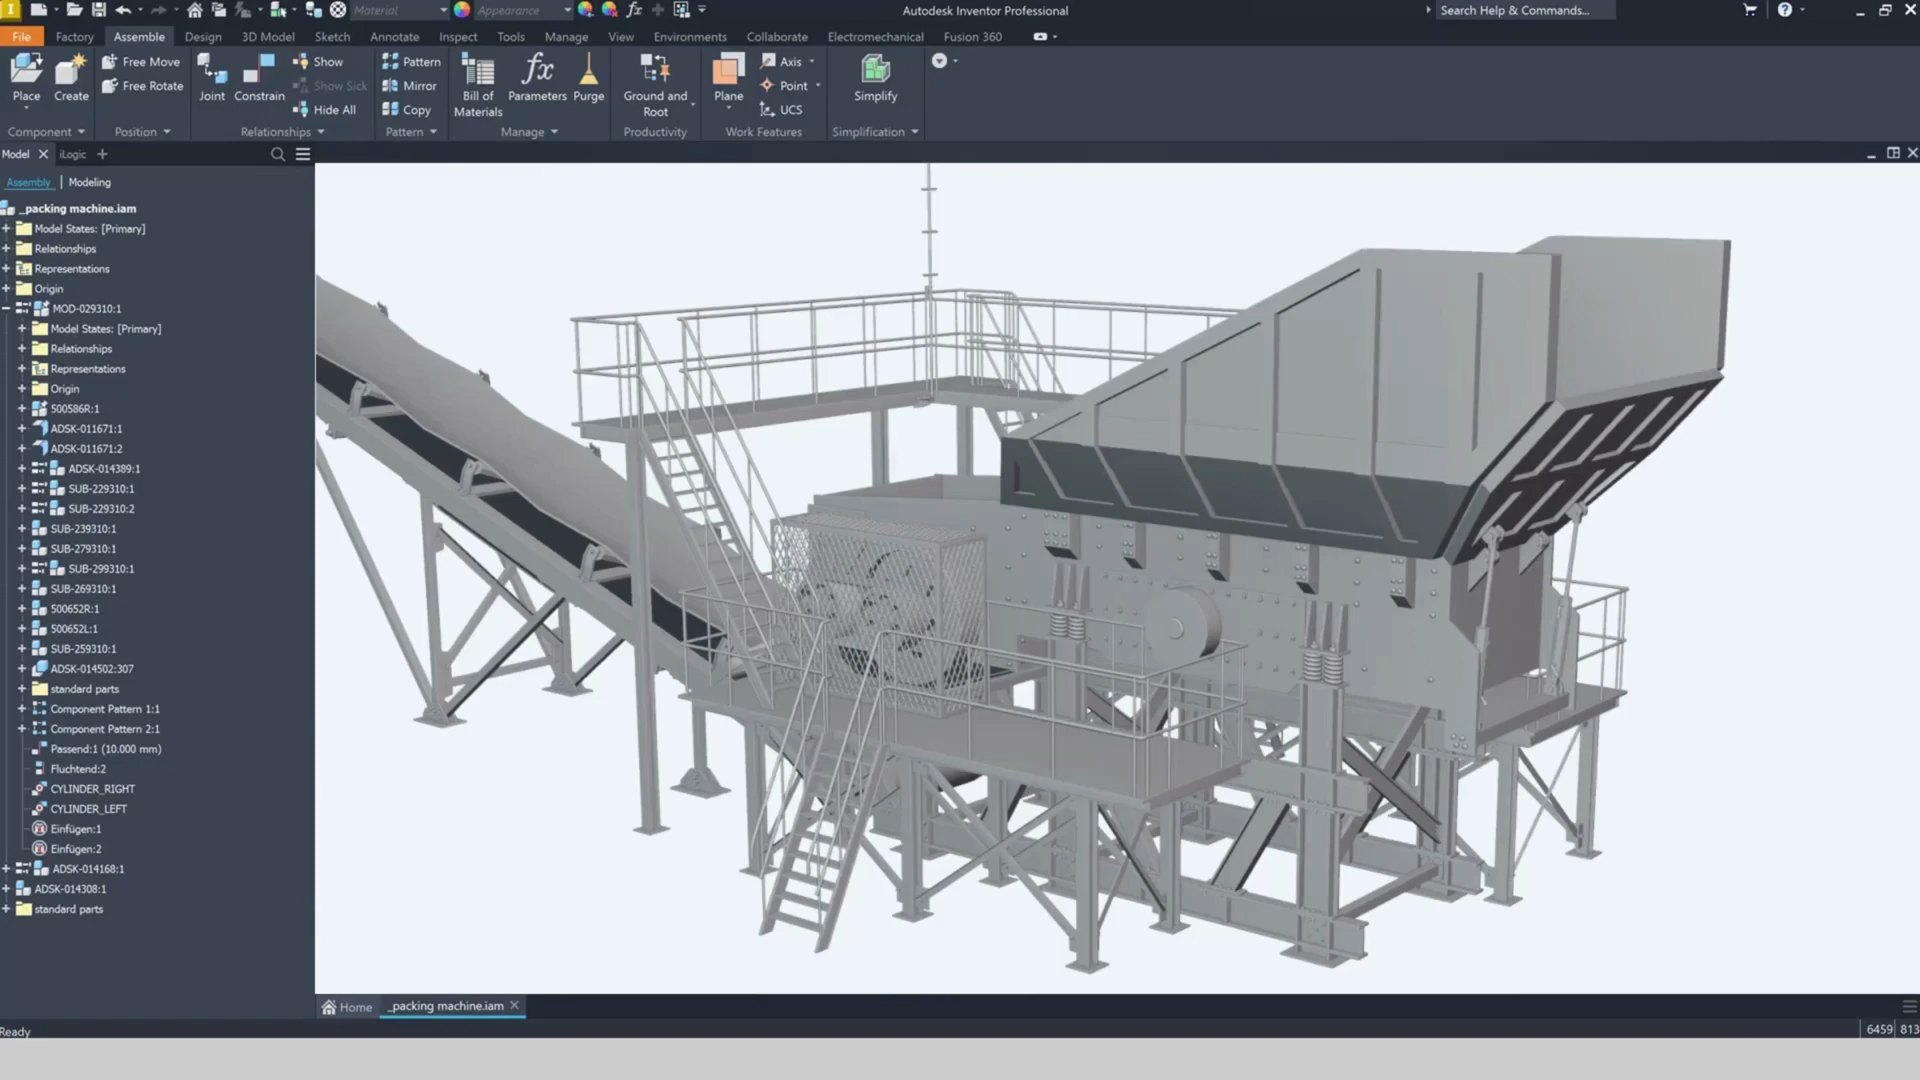 Material
Appearance
fx
Autodesk Inventor Professional
Search Help & Commands...
File
Factory
Assemble
Design
3D Model
Sketch
Annotate
Inspect
Tools
Manage
View
Environments
Collaborate
Electromechanical
Fusion 360
Place
Create
Free Move
Free Rotate
Joint
Constrain
Show
Show Sick
Hide All
Pattern
Mirror
Copy
Bill of
Materials
fx
Parameters
Purge
Ground and
Root
Plane
Axis
Point
UCS
Simplify
Component
Position
Relationships
Pattern
Manage
Productivity
Work Features
Simplification
Model
iLogic
Assembly
Modeling
_packing machine.iam
Model States: [Primary]
Relationships
Representations
Origin
MOD-029310:1
Model States: [Primary]
Relationships
Representations
Origin
500586R:1
ADSK-011671:1
ADSK-011671:2
ADSK-014389:1
SUB-229310:1
SUB-229310:2
SUB-239310:1
SUB-279310:1
SUB-299310:1
SUB-269310:1
500652R:1
500652L:1
SUB-259310:1
ADSK-014502:307
standard parts
Component Pattern 1:1
Component Pattern 2:1
Passend:1 (10.000 mm)
Fluchtend:2
CYLINDER_RIGHT
CYLINDER_LEFT
Einfügen:1
Einfügen:2
ADSK-014168:1
ADSK-014308:1
standard parts
Home
_packing machine.iam
Ready
6459
813